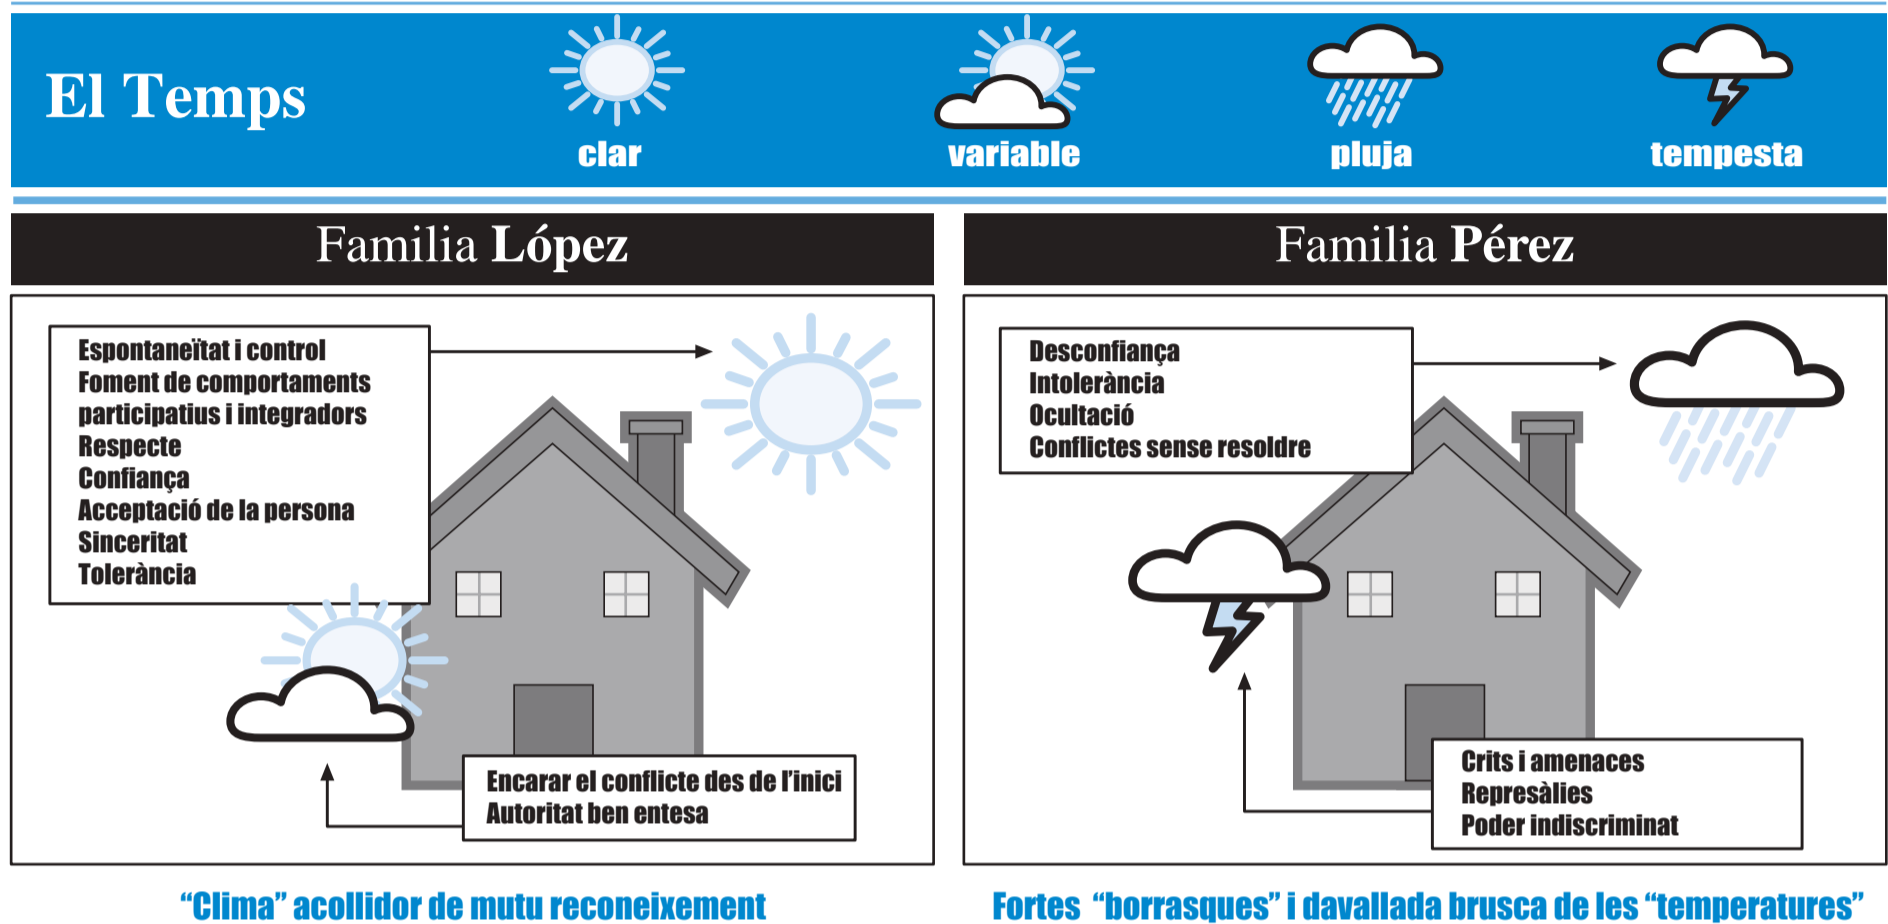 El Temps
clar
variable
pluja
tempesta
Familia López
Espontaneïtat i control
Foment de comportaments
participatius i integradors
Respecte
Confiança
Acceptació de la persona
Sinceritat
Tolerància
Encarar el conflicte des de l’inici
Autoritat ben entesa
“Clima” acollidor de mutu reconeixement
Familia Pérez
Desconfiança
Intolerància
Ocultació
Conflictes sense resoldre
Crits i amenaces
Represàlies
Poder indiscriminat
Fortes “borrasques” i davallada brusca de les “temperatures”